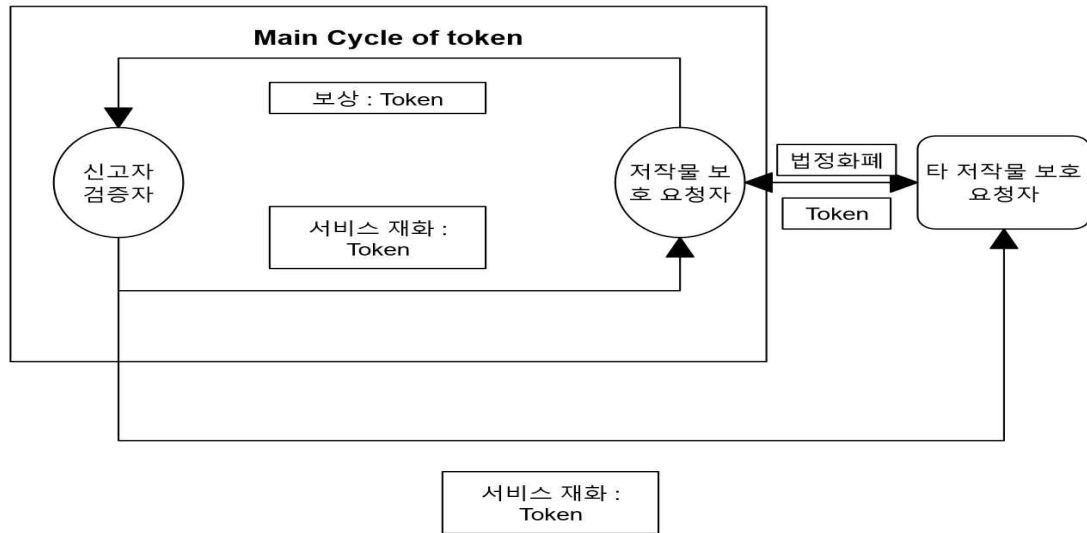 Main Cycle of token
보상 : Token
신고자
검증자
저작물 보
호 요청자
법정화폐
Token
타 저작물 보호
요청자
서비스 재화 :
Token
서비스 재화 :
Token